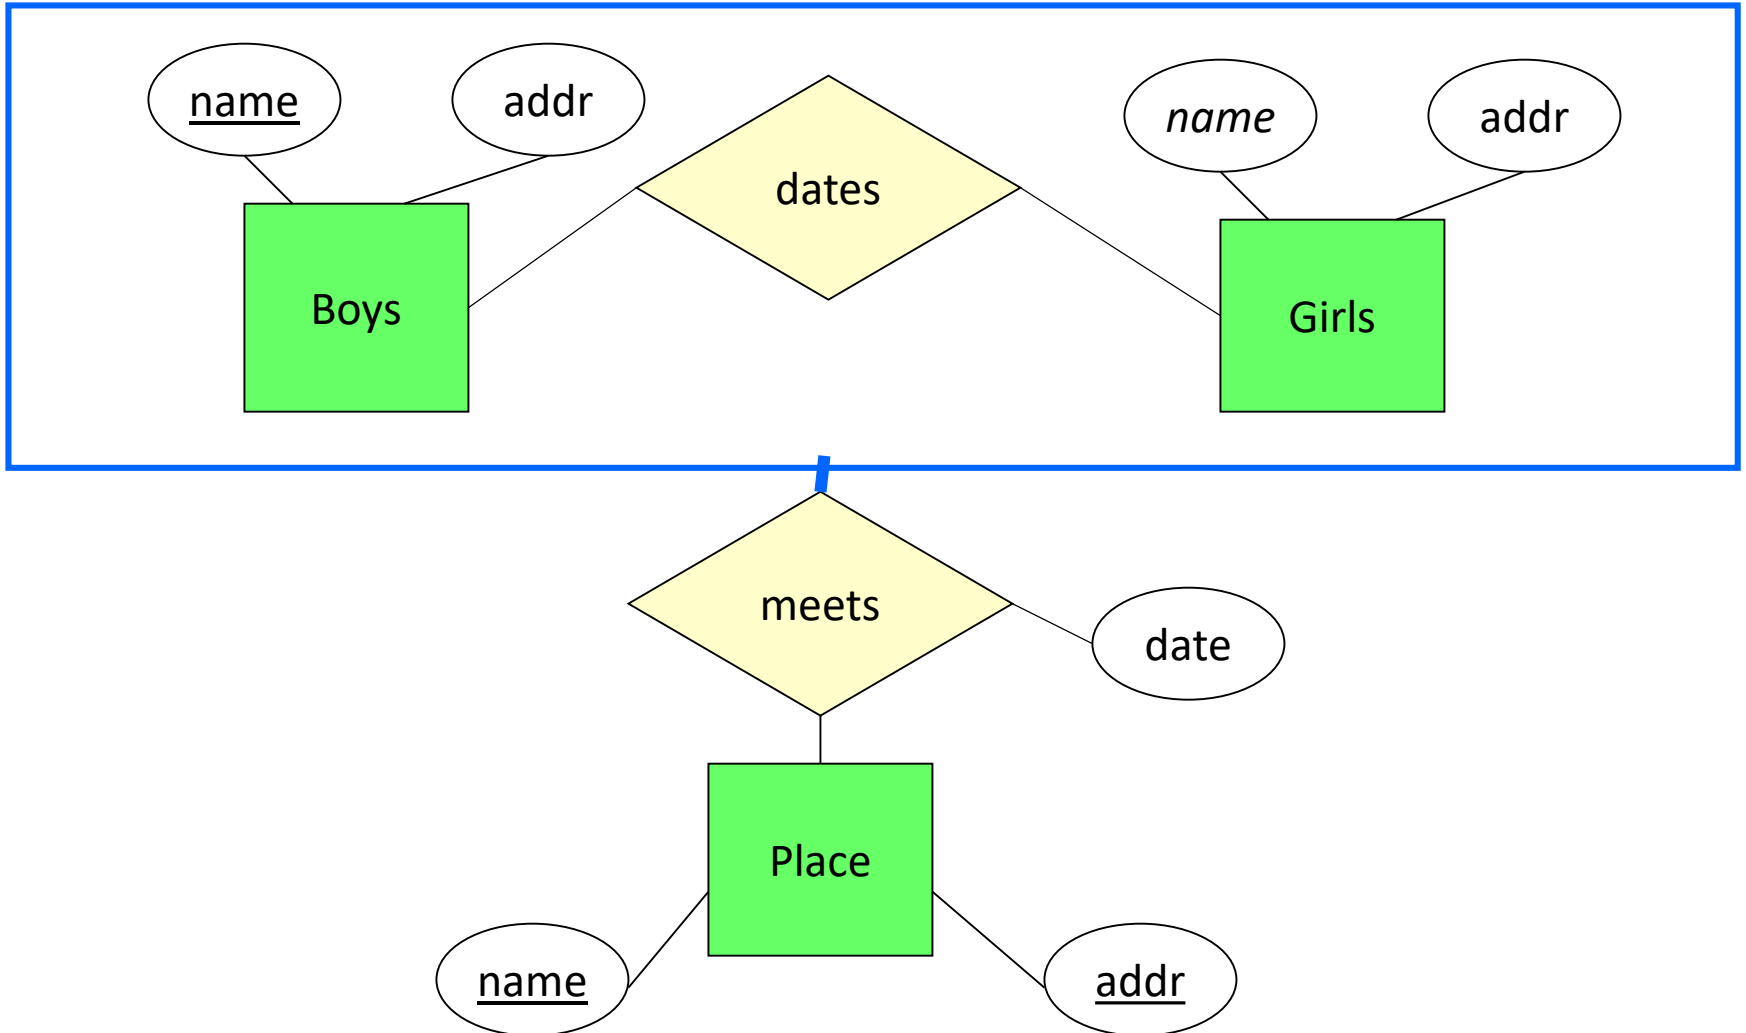 name
addr
name
addr
dates
Boys
Girls
meets
date
Place
name
addr